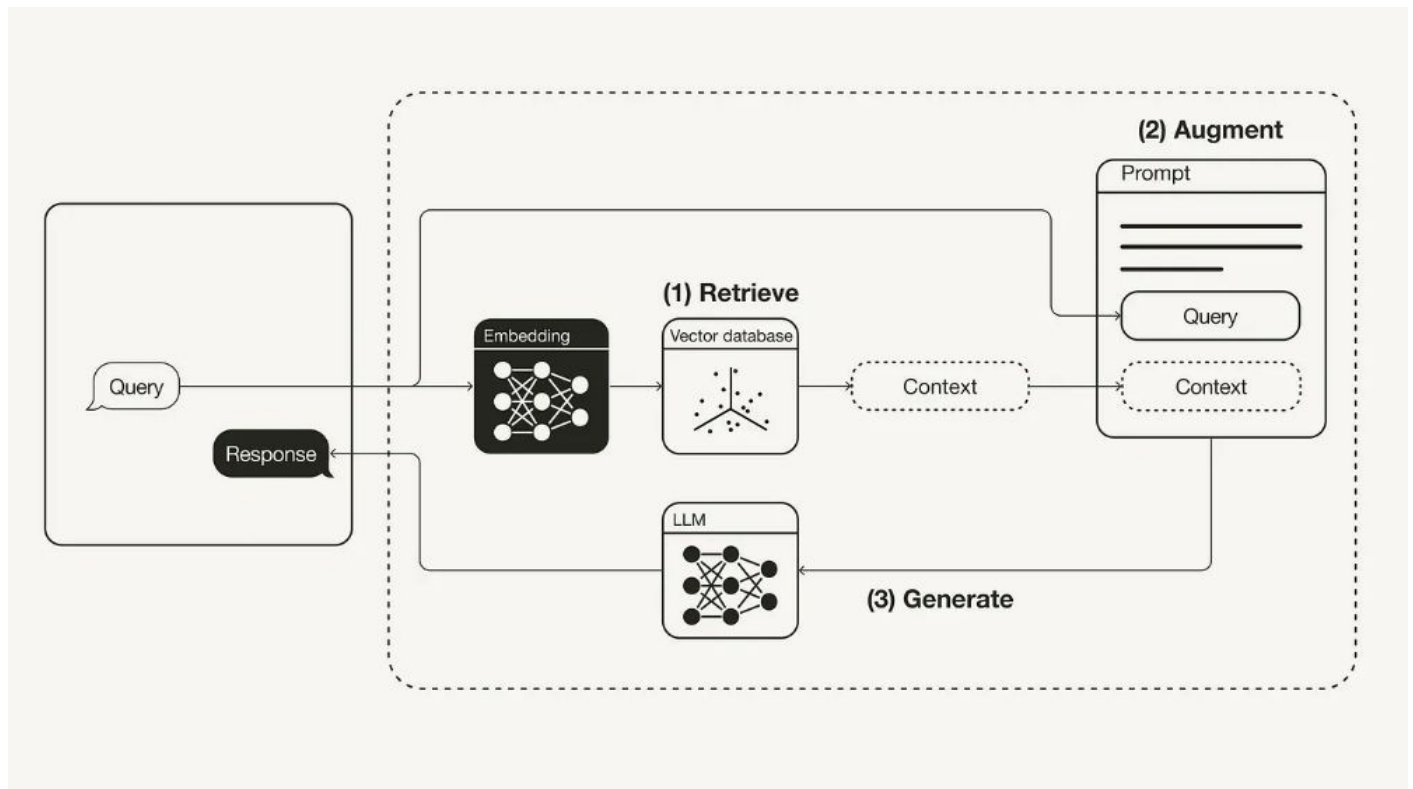 (2) Augment
Prompt
(1) Retrieve
Query
Embedding
Vector database
Query
Context
Context
Response
LLM
(3) Generate